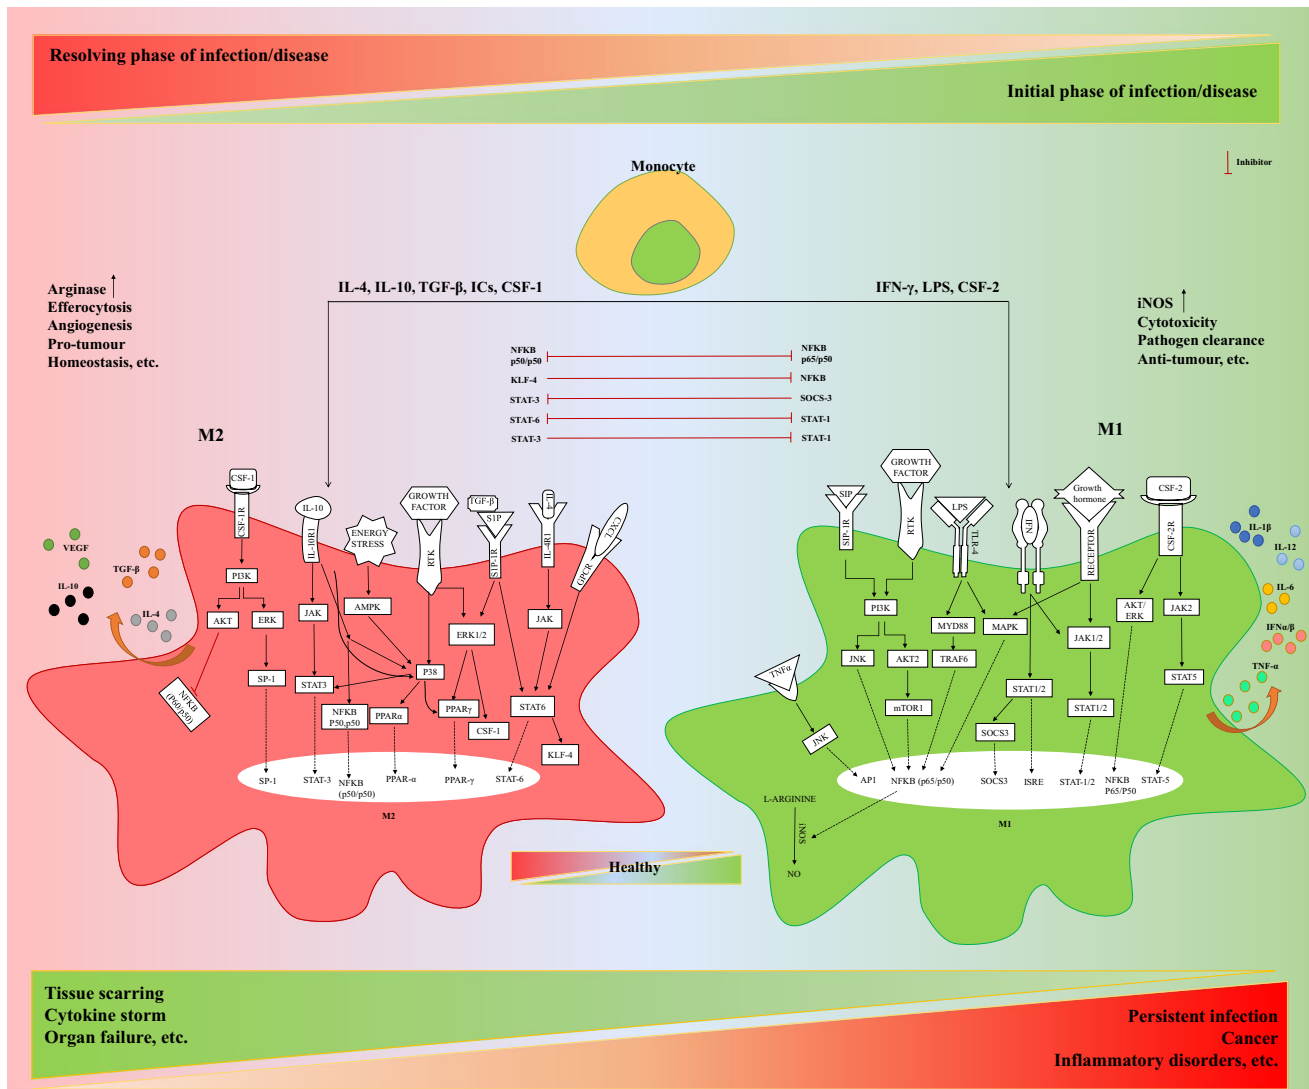 Resolving phase of infection/disease
Initial phase of infection/disease
Monocyte
Inhibitor
IL-4, IL-10, TGF-β, ICs, CSF-1
IFN-γ, LPS, CSF-2
Arginase
Efferocytosis
Angiogenesis
Pro-tumour
Homeostasis, etc.
iNOS
Cytotoxicity
Pathogen clearance
Anti-tumour, etc.
NFKB
p50/p50
NFKB
p65/p50
KLF-4
NFKB
STAT-3
SOCS-3
STAT-6
STAT-1
STAT-3
STAT-1
M2
M1
CSF-1
CSF-1R
IL-10
IL-10R1
ENERGY
STRESS
GROWTH
FACTOR
RTK
TGF-β
S1P
S1P-1R
IL-4
IL-4R1
CXCL
GPCR
VEGF
TGF-β
IL-10
IL-4
PI3K
AKT
ERK
JAK
AMPK
ERK1/2
JAK
SP-1
STAT3
P38
NFKB
(P60/p50)
NFKB
P50,p50
PPARα
PPARγ
CSF-1
STAT6
KLF-4
SP-1
STAT-3
NFKB
(p50/p50)
PPAR-α
PPAR-γ
STAT-6
M2
SIP
SIP-1R
GROWTH
FACTOR
RTK
LPS
TLR-4
IFN
Growth
hormone
RECEPTOR
CSF-2
CSF-2R
IL-1β
IL-12
IL-6
IFNα/β
TNF-α
PI3K
MYD88
MAPK
AKT/
ERK
JAK2
JAK1/2
JNK
AKT2
TRAF6
TNFα
STAT1/2
STAT5
mTOR1
STAT1/2
SOCS3
JNK
AP1
NFKB (p65/p50)
SOCS3
ISRE
STAT-1/2
NFKB
P65/P50
STAT-5
L-ARGININE
iNOS
NO
M1
Healthy
Tissue scarring
Cytokine storm
Organ failure, etc.
Persistent infection
Cancer
Inflammatory disorders, etc.